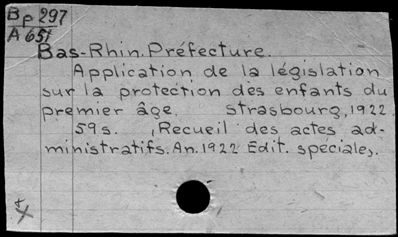 Bp 297
A 651
Bas-Rhin. Préfecture.
Application de la législation
sur la protection des enfants du
premier âge. Strasbourg, 1922
59s. (Recueil des actes ad-
ministratifs. An. 1922 Edit. spéciale).